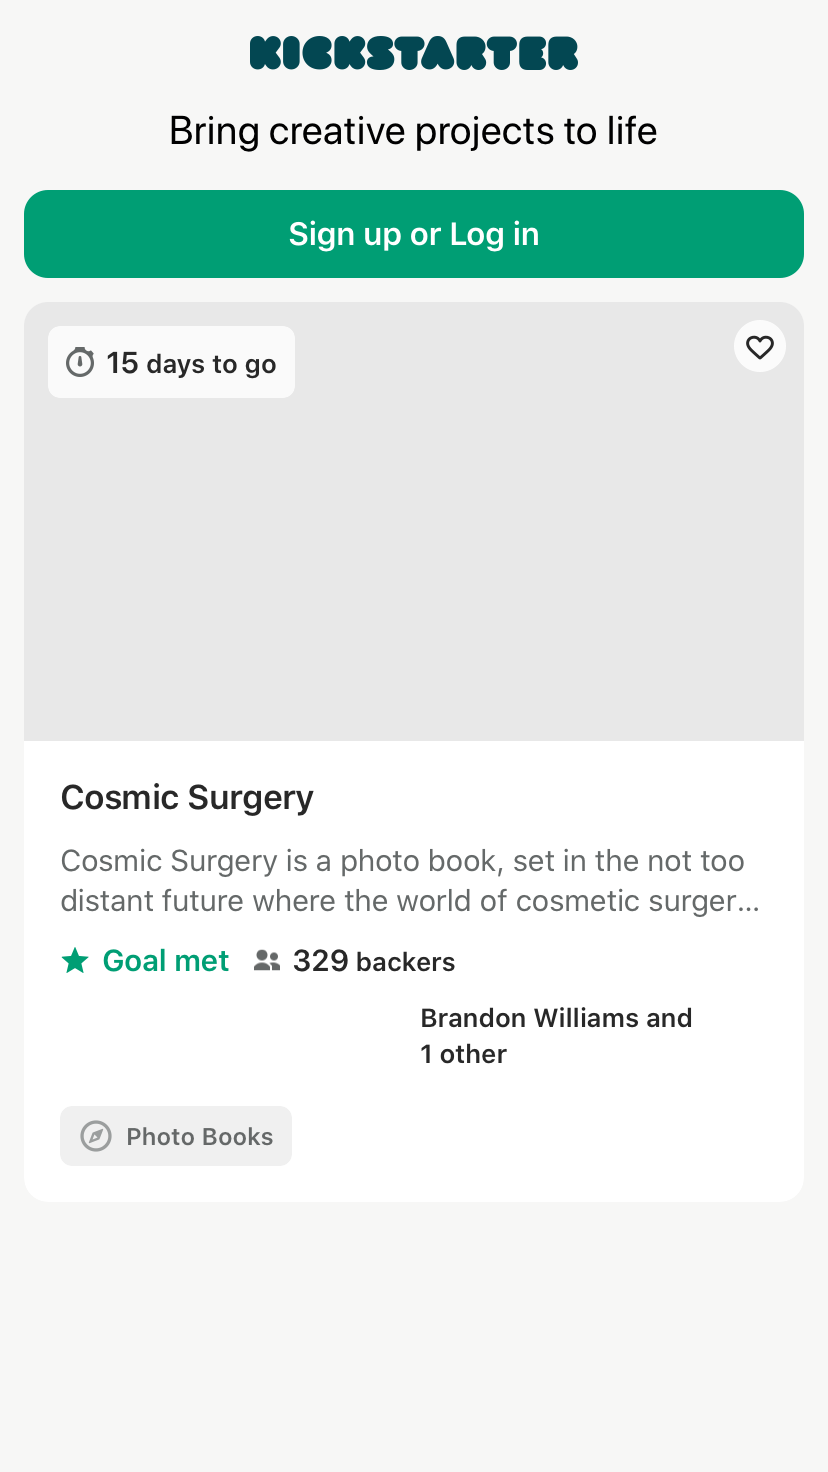 KICKSTARTER
Bring creative projects to life
Sign up or Log in
15 days to go
Cosmic Surgery
Cosmic Surgery is a photo book, set in the not too
distant future where the world of cosmetic surger…
Goal met 329 backers
Brandon Williams and
1 other
Photo Books